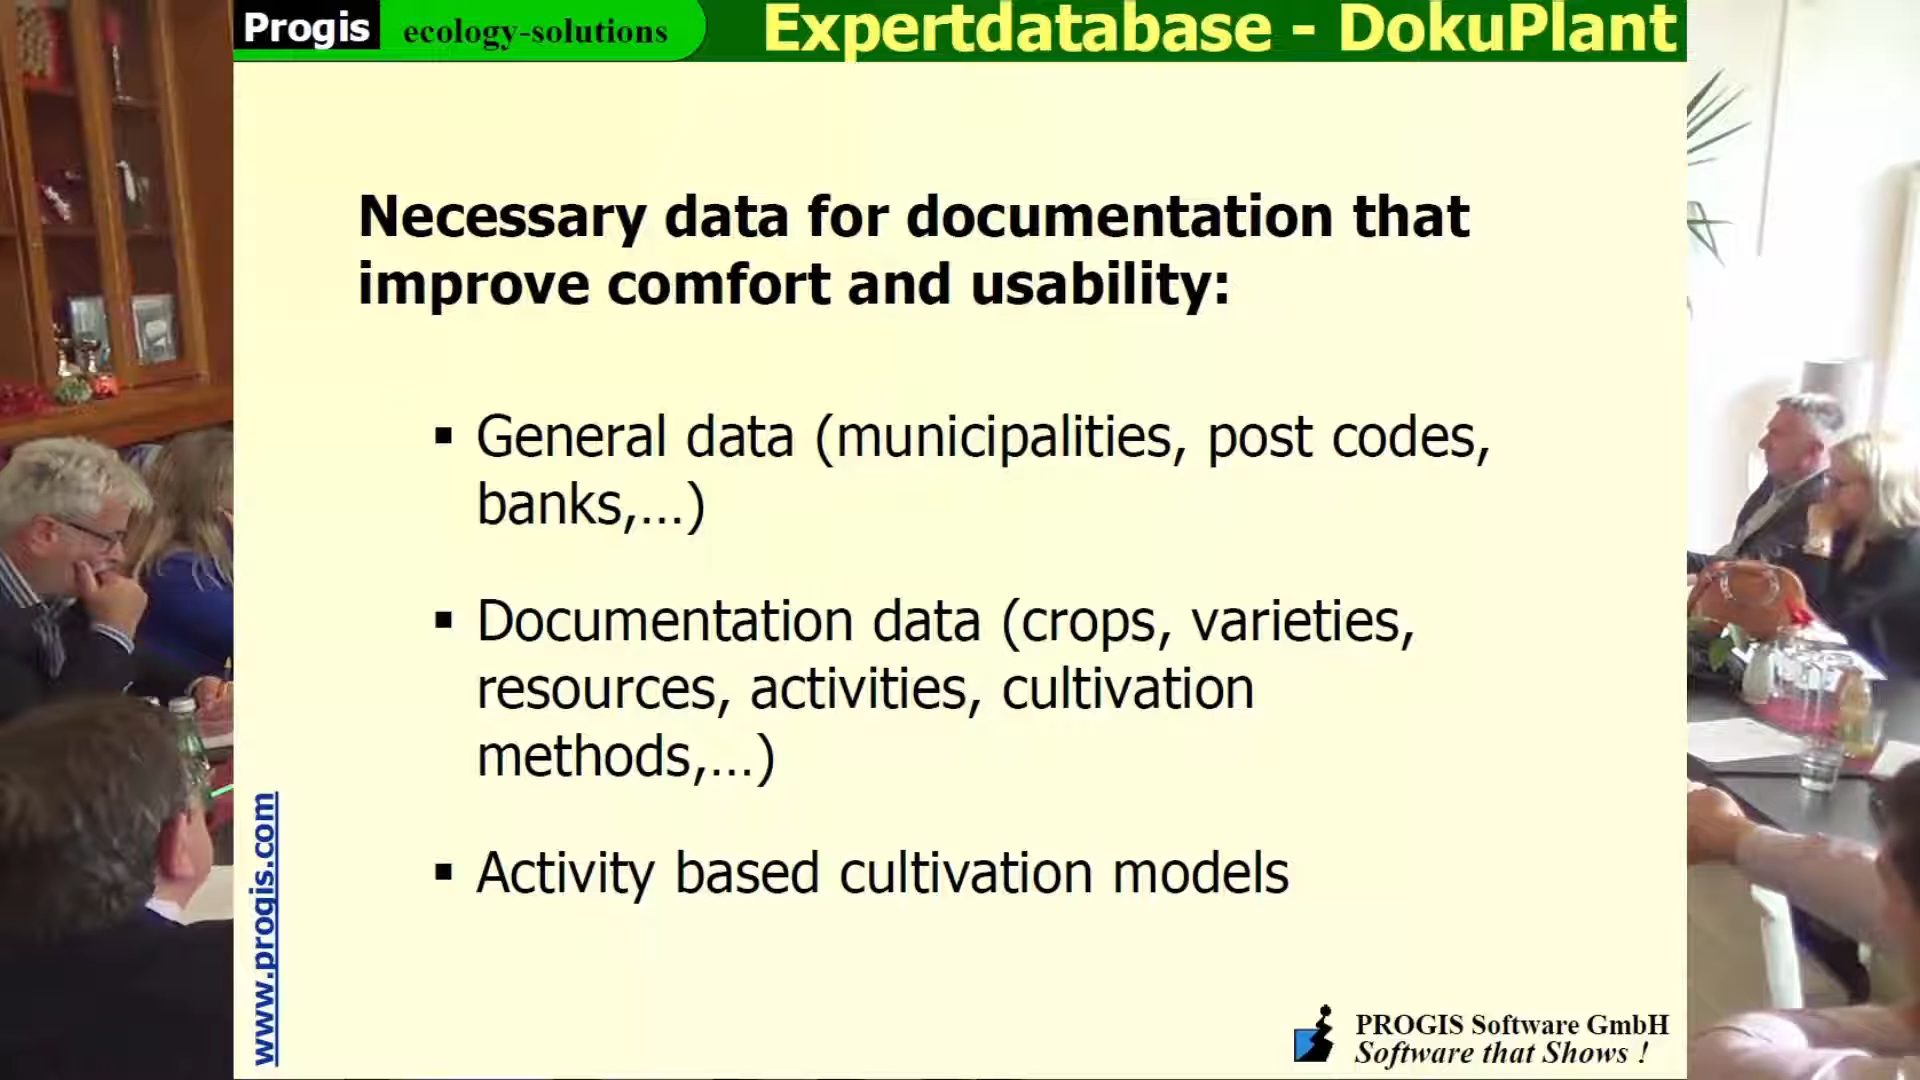 Progis ecology-solutions Expertdatabase - DokuPlant
Necessary data for documentation that
improve comfort and usability:
▪ General data (municipalities, post codes,
banks,...)
▪ Documentation data (crops, varieties,
resources, activities, cultivation
methods,...)
▪ Activity based cultivation models
www.progis.com
PROGIS Software GmbH
Software that Shows !